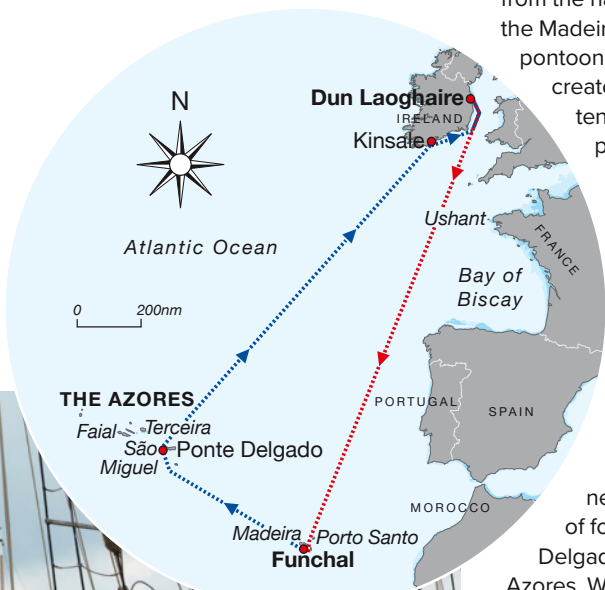 from the
the Madeir
pontoon
create
ten
p
N
Dun Laoghaire
IRELAND
Kinsale
Ushant
FRANCE
Atlantic Ocean
Bay of
Biscay
0 200nm
THE AZORES
PORTUGAL
SPAIN
Faial
Terceira
São
Miguel
Ponte Delgado
MOROCCO
Madeira
Porto Santo
Funchal
ne
of fo
Delgad
Azores. W